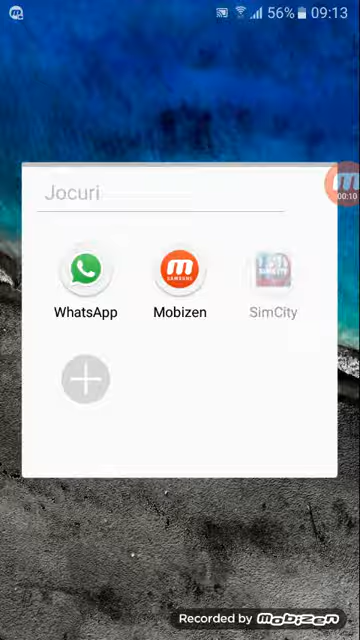 56% 09:13
Jocuri
00:10
WhatsApp
Mobizen
SimCity
Recorded by mobizen